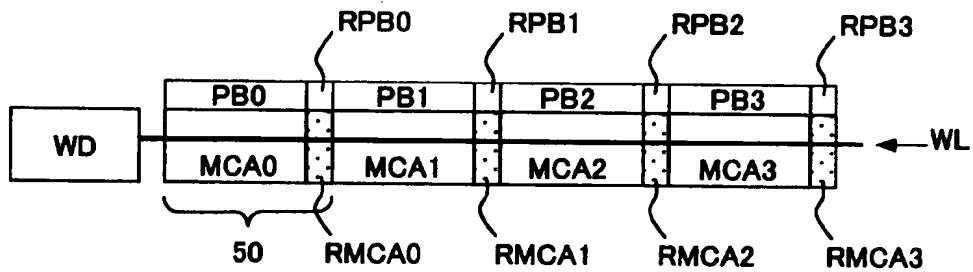 RPB0 RPB1 RPB2 RPB3
PB0 PB1 PB2 PB3
WD
WL
MCA0 MCA1 MCA2 MCA3
50
RMCA0 RMCA1 RMCA2 RMCA3